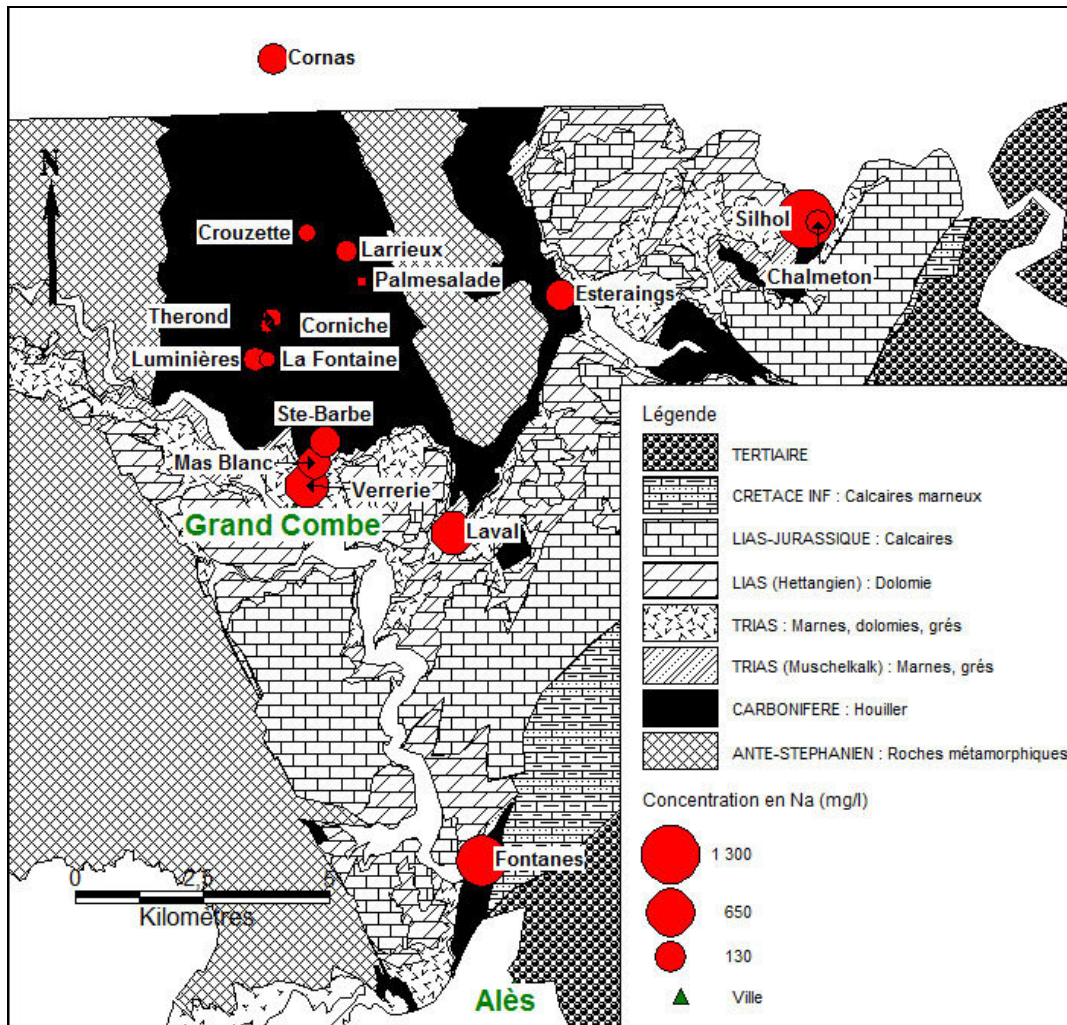 Cornas
N
Crouzette
Larrieux
Palmesalade
Silhol
Chalmeton
Esteraings
Therond
Corniche
Luminières
La Fontaine
Ste-Barbe
Mas Blanc
Verrerie
Grand Combe
Laval
Fontanes
Alès
0 2,5 5
Kilomètres
Légende
TERTIAIRE
CRETACE INF : Calcaires marneux
LIAS-JURASSIQUE : Calcaires
LIAS (Hettangien) : Dolomie
TRIAS : Marnes, dolomies, grés
TRIAS (Muschelkalk) : Marnes, grés
CARBONIFERE : Houiller
ANTE-STEPHANIEN : Roches métamorphiques
Concentration en Na (mg/l)
1 300
650
130
Ville